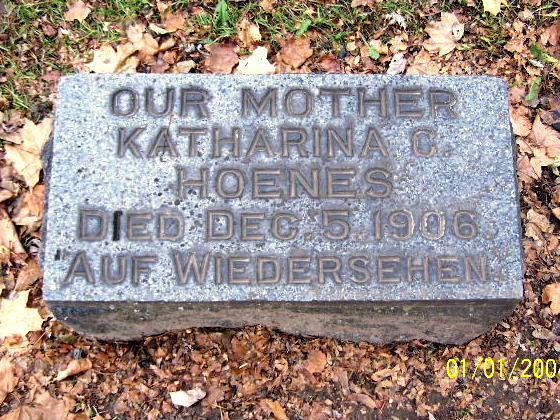 OUR MOTHER
KATHARINA C.
HOENES
DIED DEC. 5. 1906.
AUF WIEDERSEHEN.